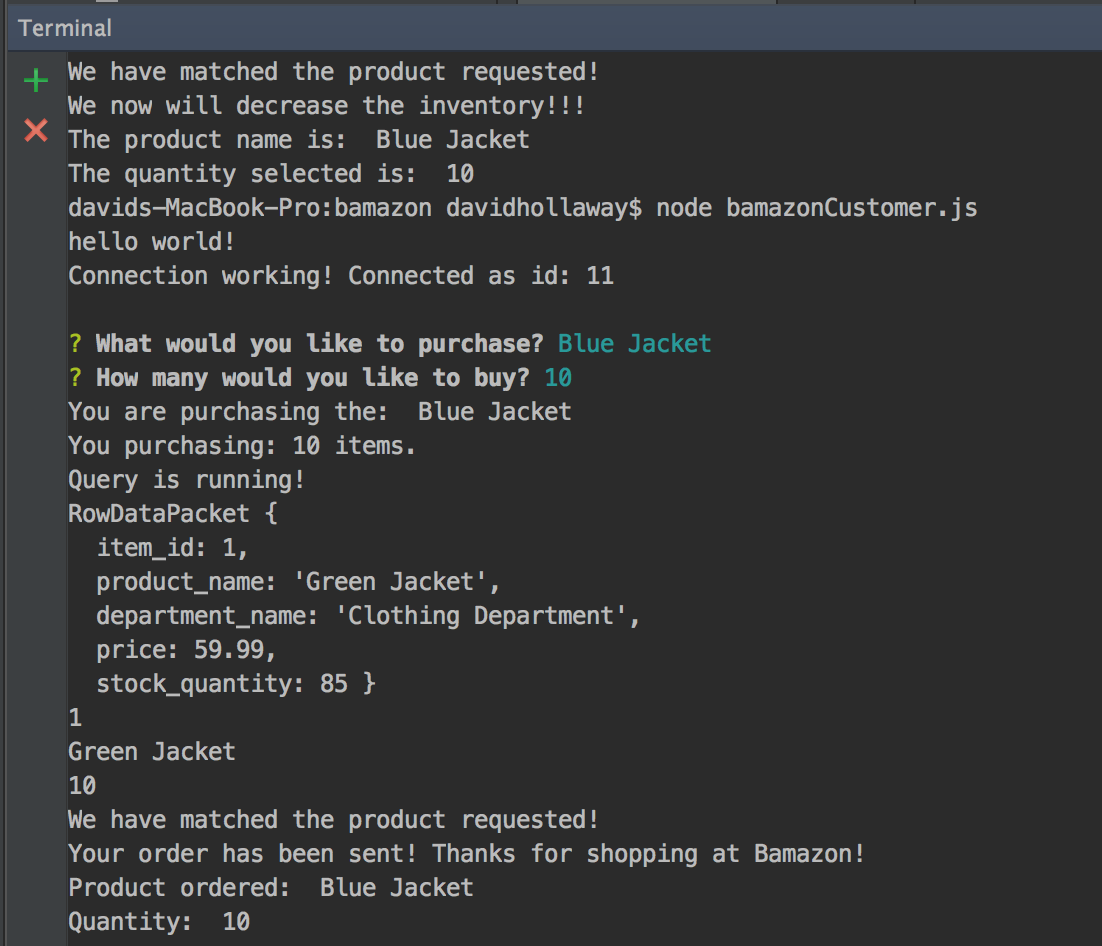 Terminal
We have matched the product requested!
We now will decrease the inventory!!!
The product name is:  Blue Jacket
The quantity selected is:  10
davids-MacBook-Pro:bamazon davidhollaway$ node bamazonCustomer.js
hello world!
Connection working! Connected as id: 11
? What would you like to purchase? Blue Jacket
? How many would you like to buy? 10
You are purchasing the:  Blue Jacket
You purchasing: 10 items.
Query is running!
RowDataPacket {
  item_id: 1,
  product_name: 'Green Jacket',
  department_name: 'Clothing Department',
  price: 59.99,
  stock_quantity: 85 }
1
Green Jacket
10
We have matched the product requested!
Your order has been sent! Thanks for shopping at Bamazon!
Product ordered:  Blue Jacket
Quantity:  10